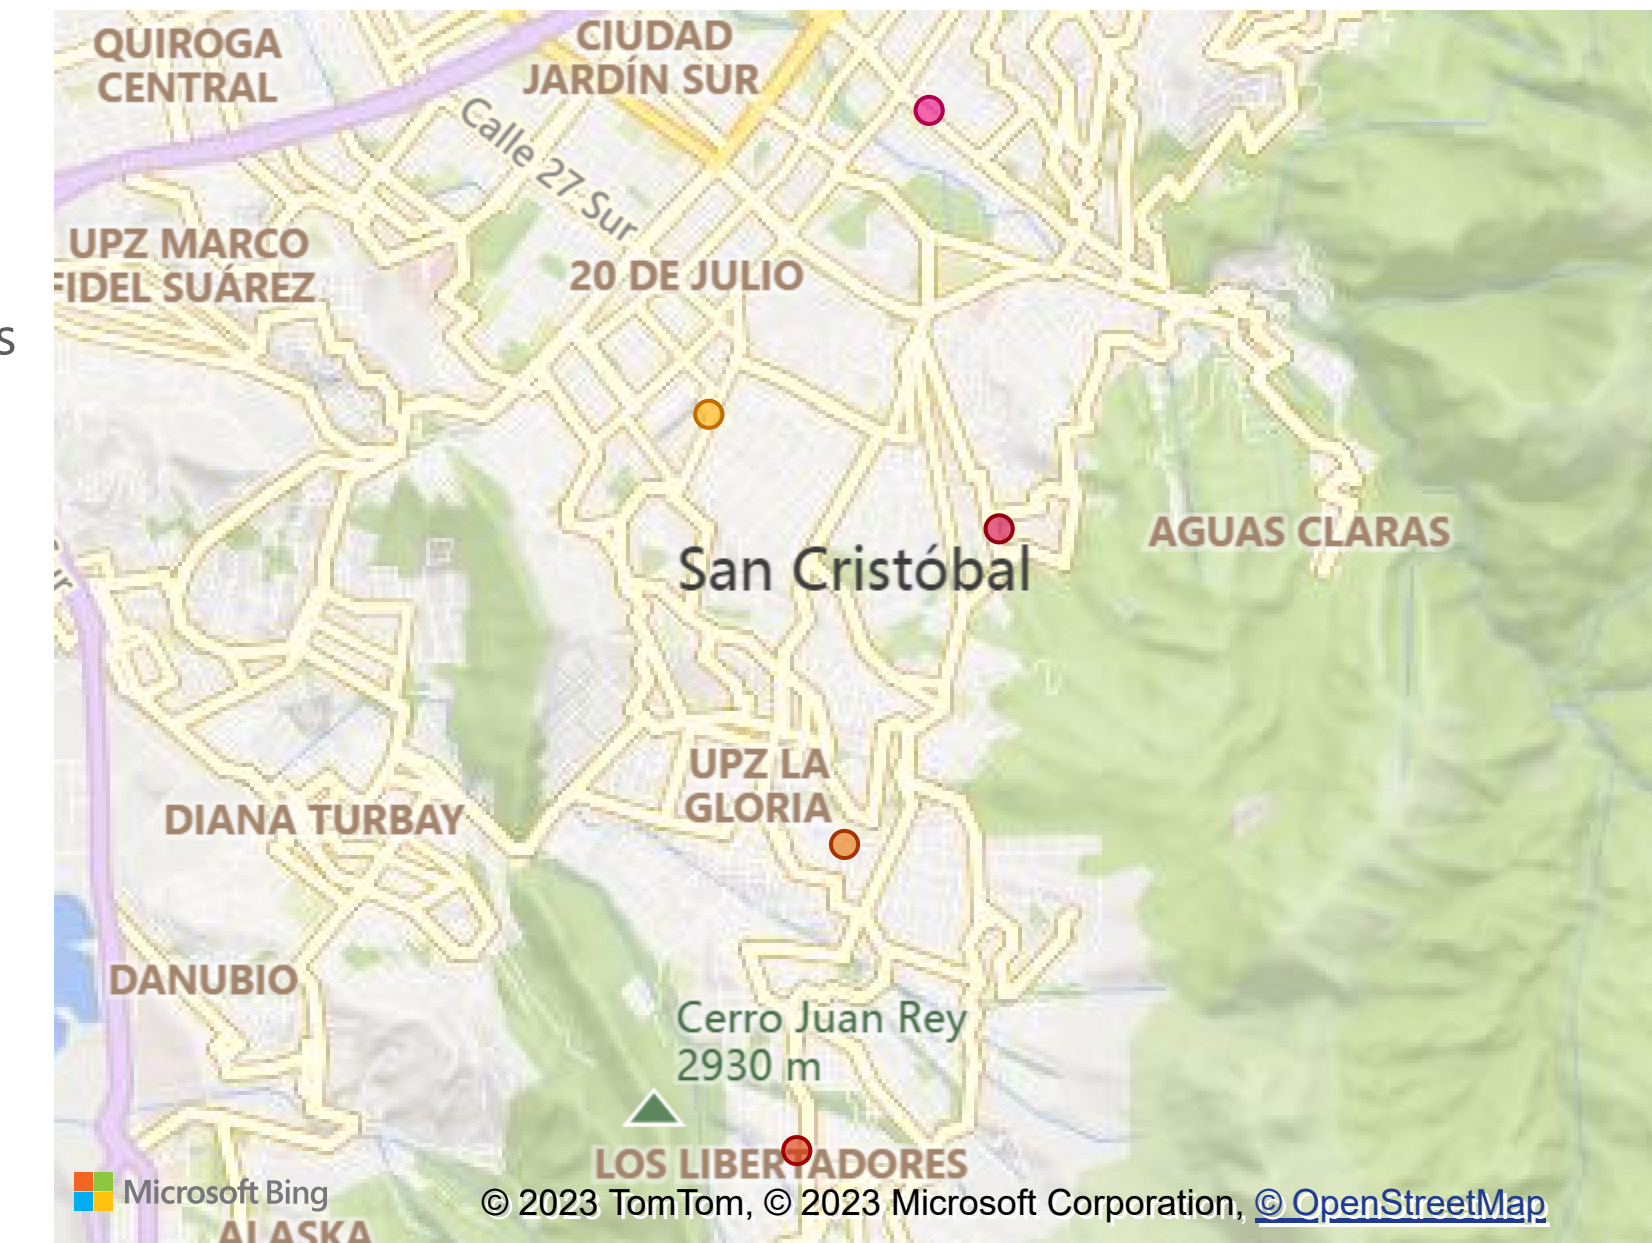 QUIROGA
CENTRAL
CIUDAD
JARDÍN SUR
Calle 27 Sur
UPZ MARCO
FIDEL SUÁREZ
20 DE JULIO
s
AGUAS CLARAS
San Cristóbal
ur
UPZ LA
GLORIA
DIANA TURBAY
DANUBIO
Cerro Juan Rey
2930 m
LOS LIBERTADORES
Microsoft Bing
© 2023 TomTom, © 2023 Microsoft Corporation, © OpenStreetMap
ALASKA